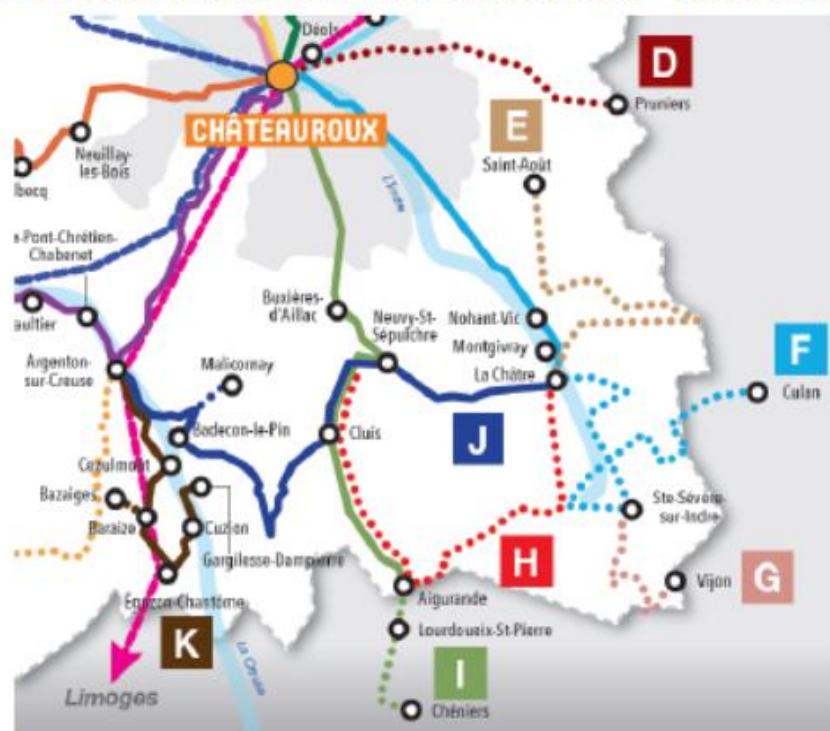 Déols
D
Pruniers
CHÂTEAUROUX
E
Neuillay-
les-Bois
Saint-Août
L'Indre
n-Pont-Chrétien-
Chabenet
Buxières-
d'Aillac
Neuvy-St-
Sépulchre
Nohant-Vic
aultier
Montgivray
F
Argenton-
sur-Creuse
Malicornay
La Châtre
Culan
Badecon-le-Pin
Cluis
J
Ceaulmont
Bazaiges
Ste-Sévère-
sur-Indre
Baraize
Cuzion
Gargilesse-Dampierre
H
Vijon
G
Éguzon-Chantôme
Aigurande
K
Lourdoueix-St-Pierre
La Creuse
I
Limoges
Chéniers